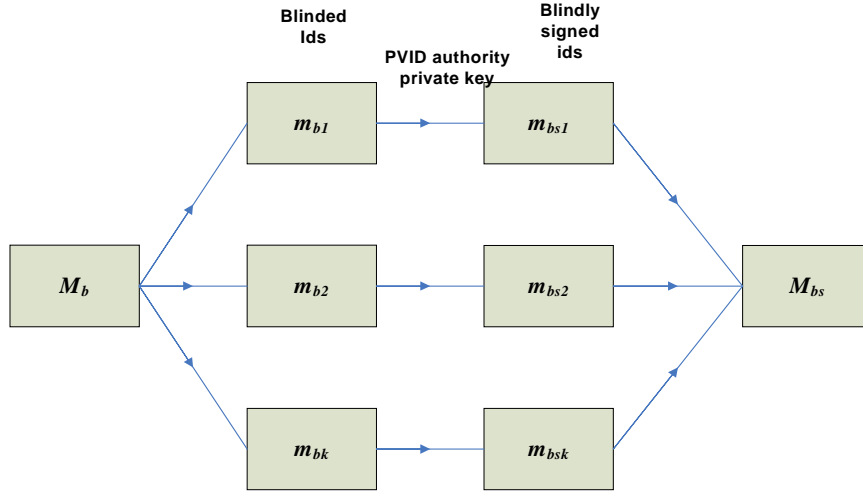 Blinded
Ids
PVID authority
private key
Blindly
signed
ids
m_b1
m_bs1
M_b
m_b2
m_bs2
M_bs
m_bk
m_bsk